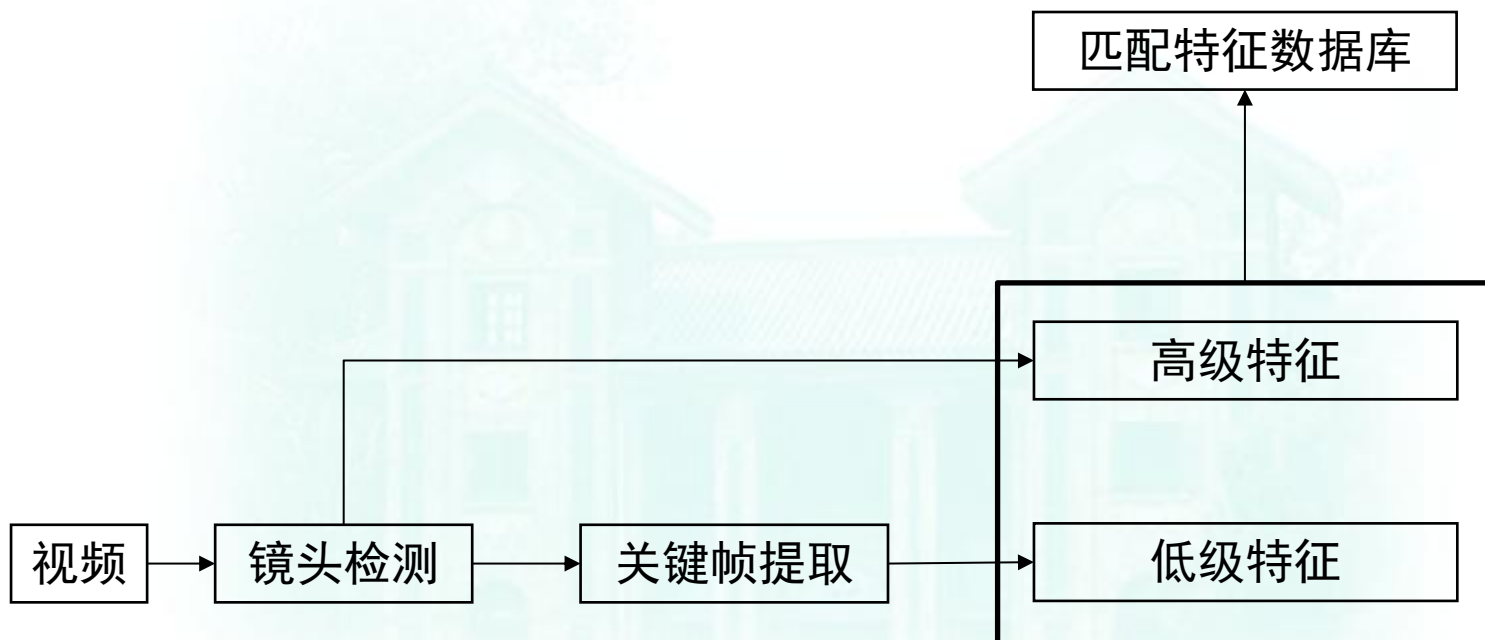 匹配特征数据库
高级特征
视频
镜头检测
关键帧提取
低级特征